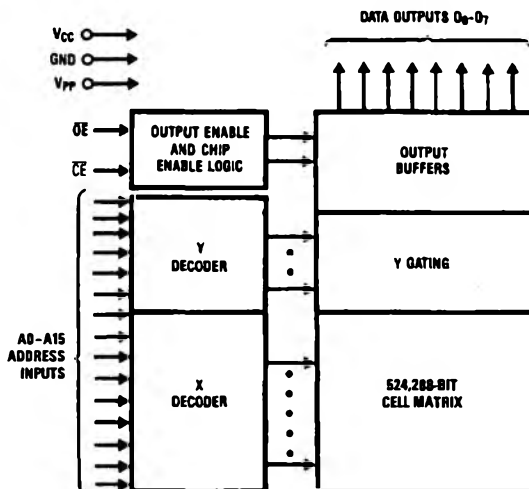 DATA OUTPUTS O0-O7
VCC
GND
VPP
OE
CE
OUTPUT ENABLE
AND CHIP
ENABLE LOGIC
OUTPUT
BUFFERS
Y
DECODER
Y GATING
A0-A15
ADDRESS
INPUTS
X
DECODER
524,288-BIT
CELL MATRIX